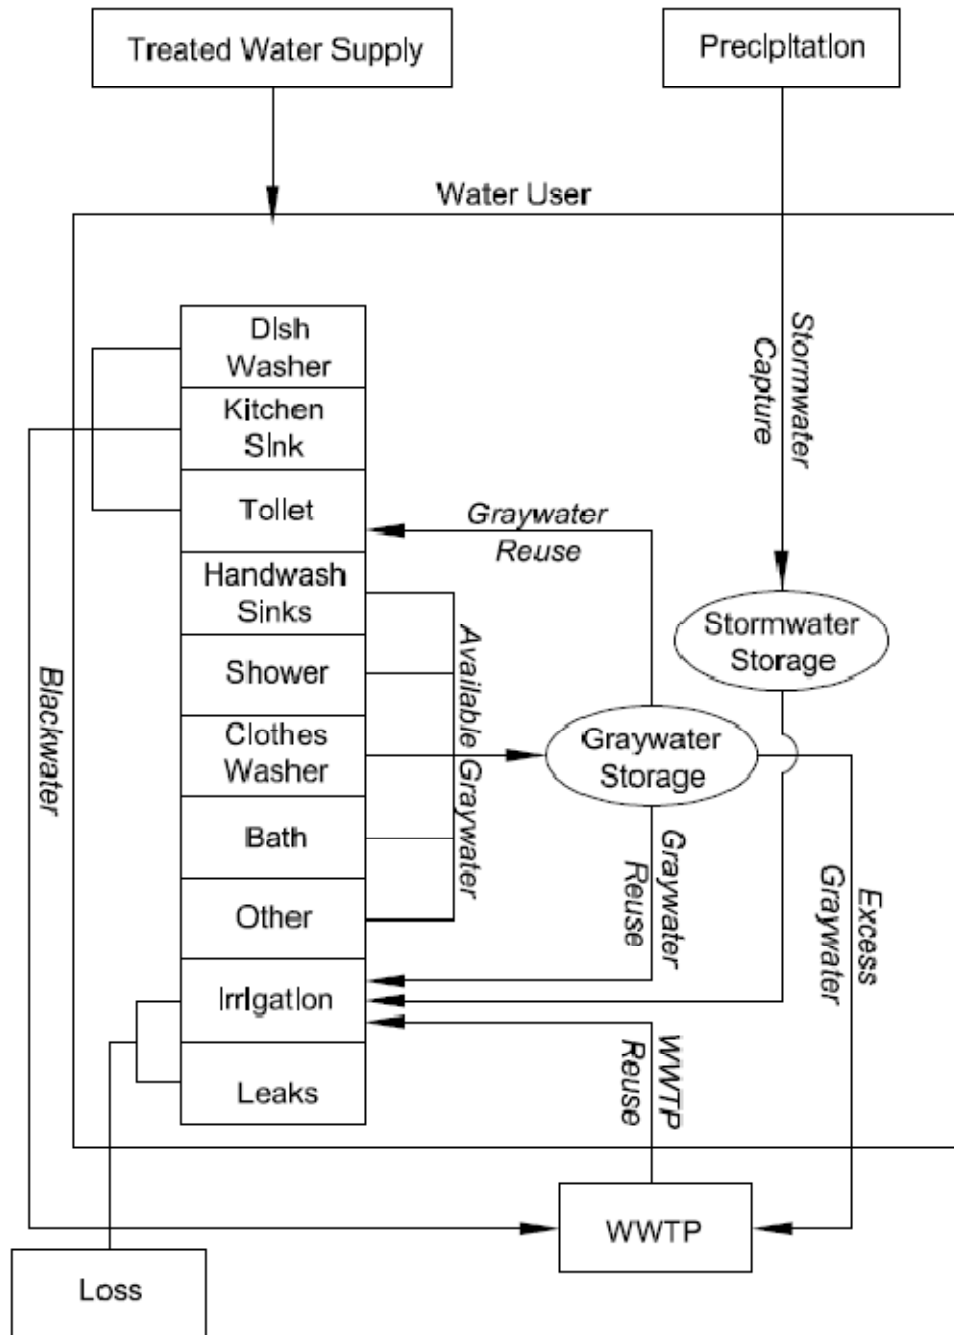 Treated Water Supply
Precipitation
Water User
Stormwater
Capture
Dish
Washer
Kitchen
Sink
Toilet
Handwash
Sinks
Shower
Clothes
Washer
Bath
Other
Irrigation
Leaks
Graywater
Reuse
Available Graywater
Blackwater
Stormwater
Storage
Graywater
Storage
Graywater
Reuse
Excess
Graywater
WWTP
Reuse
WWTP
Loss